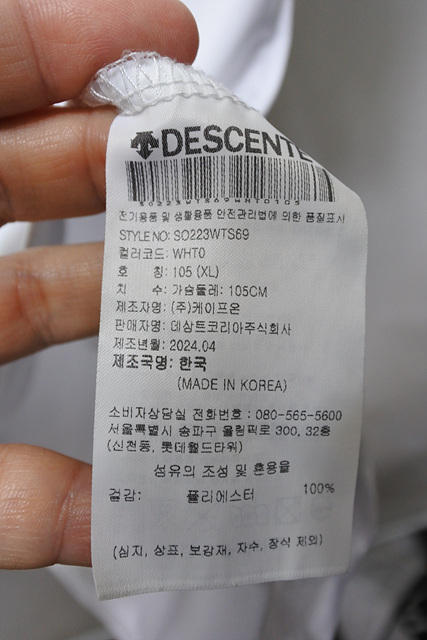 DESCENTE
SO223WTS69WHT0105
전기용품 및 생활용품 안전관리법에 의한 품질표시
STYLE NO: SO223WTS69
컬러코드: WHT0
호 칭: 105 (XL)
치 수: 가슴둘레: 105CM
제조자명: (주)케이프온
판매자명: 데상트코리아주식회사
제조년월: 2024.04
제조국명: 한국
(MADE IN KOREA)
소비자상담실 전화번호 : 080-565-5600
서울특별시 송파구 올림픽로 300, 32층
(신천동, 롯데월드타워)
섬유의 조성 및 혼용율
겉감: 폴리에스터 100%
(심지, 상표, 보강재, 자수, 장식 제외)